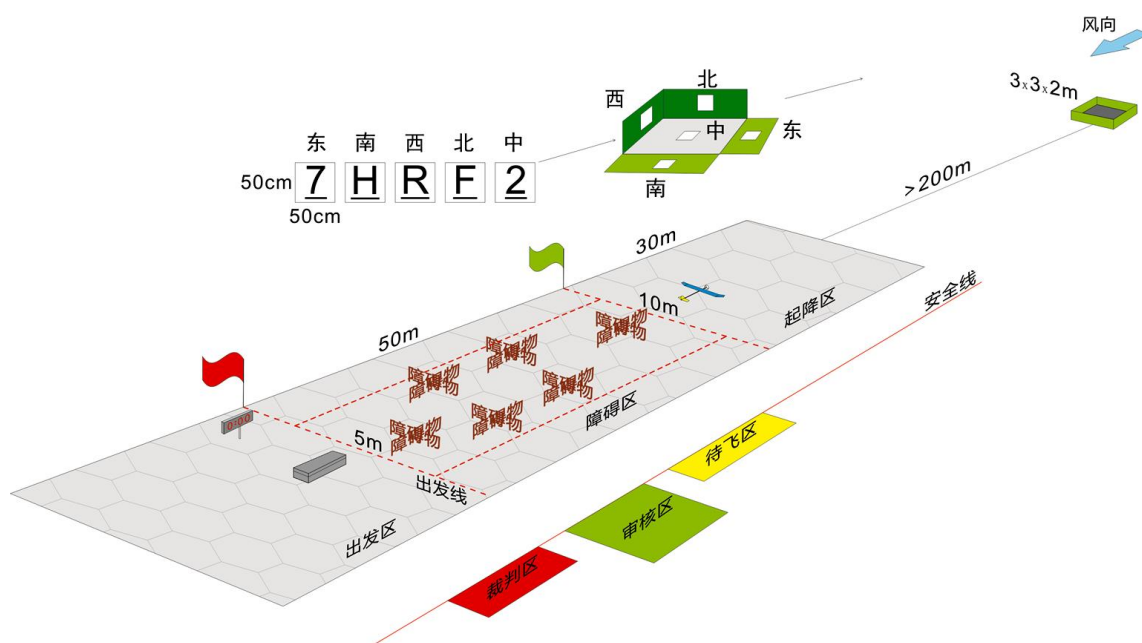 风向
3x3x2m
北
西
中
东
南
东 南 西 北 中
50cm 7 H R F 2
50cm
>200m
30m
10m
起降区
安全线
50m
障碍物
障碍物
障碍物
障碍物
障碍物
障碍物
障碍物
障碍物
障碍物
障碍物
障碍物
障碍物
障碍区
5m
出发线
出发区
待飞区
审核区
裁判区